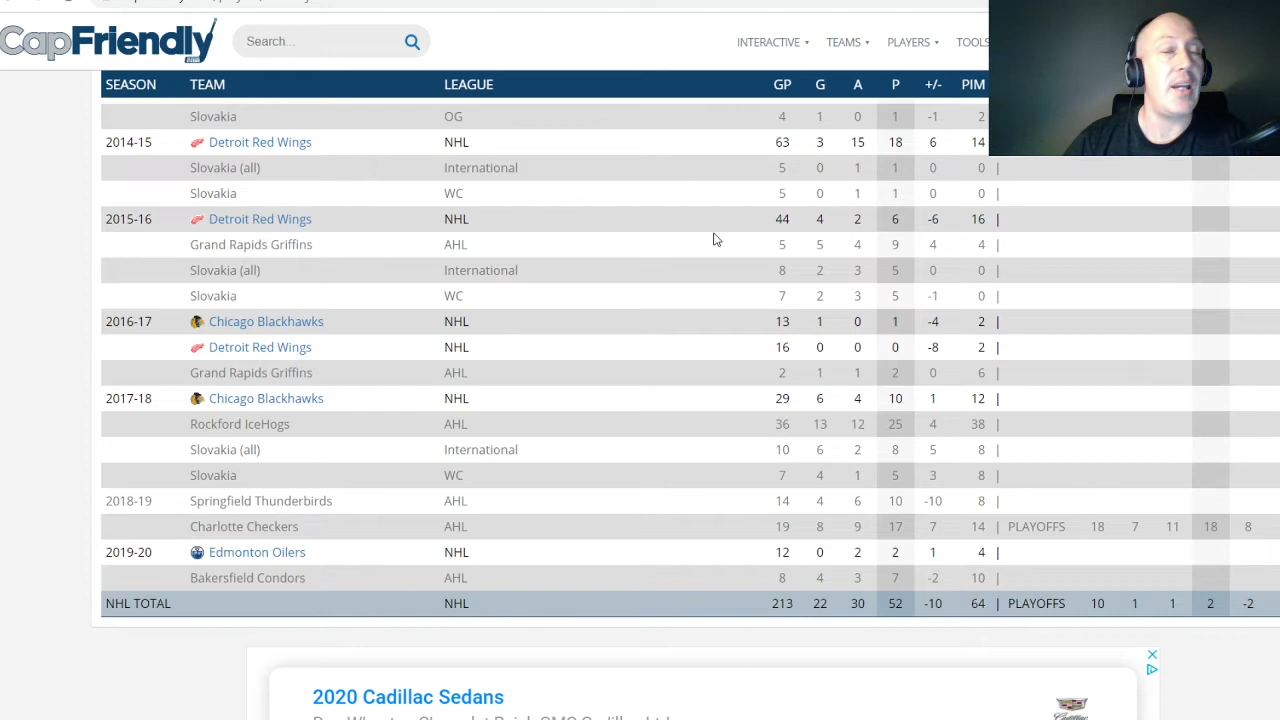 CapFriendly Search... INTERACTIVE TEAMS PLAYERS TOOLS
SEASON TEAM LEAGUE GP G A P +/- PIM
Slovakia OG 4 1 0 1 -1 2
2014-15 Detroit Red Wings NHL 63 3 15 18 6 14
Slovakia (all) International 5 0 1 1 0 0 |
Slovakia WC 5 0 1 1 0 0 |
2015-16 Detroit Red Wings NHL 44 4 2 6 -6 16 |
Grand Rapids Griffins AHL 5 5 4 9 4 4 |
Slovakia (all) International 8 2 3 5 0 0 |
Slovakia WC 7 2 3 5 -1 0 |
2016-17 Chicago Blackhawks NHL 13 1 0 1 -4 2 |
Detroit Red Wings NHL 16 0 0 0 -8 2 |
Grand Rapids Griffins AHL 2 1 1 2 0 6 |
2017-18 Chicago Blackhawks NHL 29 6 4 10 1 12 |
Rockford IceHogs AHL 36 13 12 25 4 38 |
Slovakia (all) International 10 6 2 8 5 8 |
Slovakia WC 7 4 1 5 3 8 |
2018-19 Springfield Thunderbirds AHL 14 4 6 10 -10 8 |
Charlotte Checkers AHL 19 8 9 17 7 14 | PLAYOFFS 18 7 11 18 8
2019-20 Edmonton Oilers NHL 12 0 2 2 1 4 |
Bakersfield Condors AHL 8 4 3 7 -2 10 |
NHL TOTAL NHL 213 22 30 52 -10 64 | PLAYOFFS 10 1 1 2 -2
2020 Cadillac Sedans